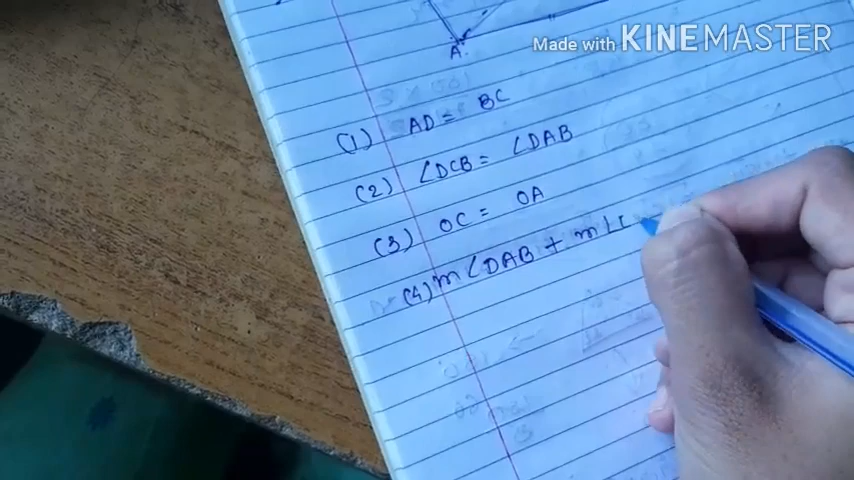 Made with KINEMASTER
A
(1) AD = BC
(2) ∠DCB = ∠DAB
(3) OC = OA
(4) m∠DAB + m∠C